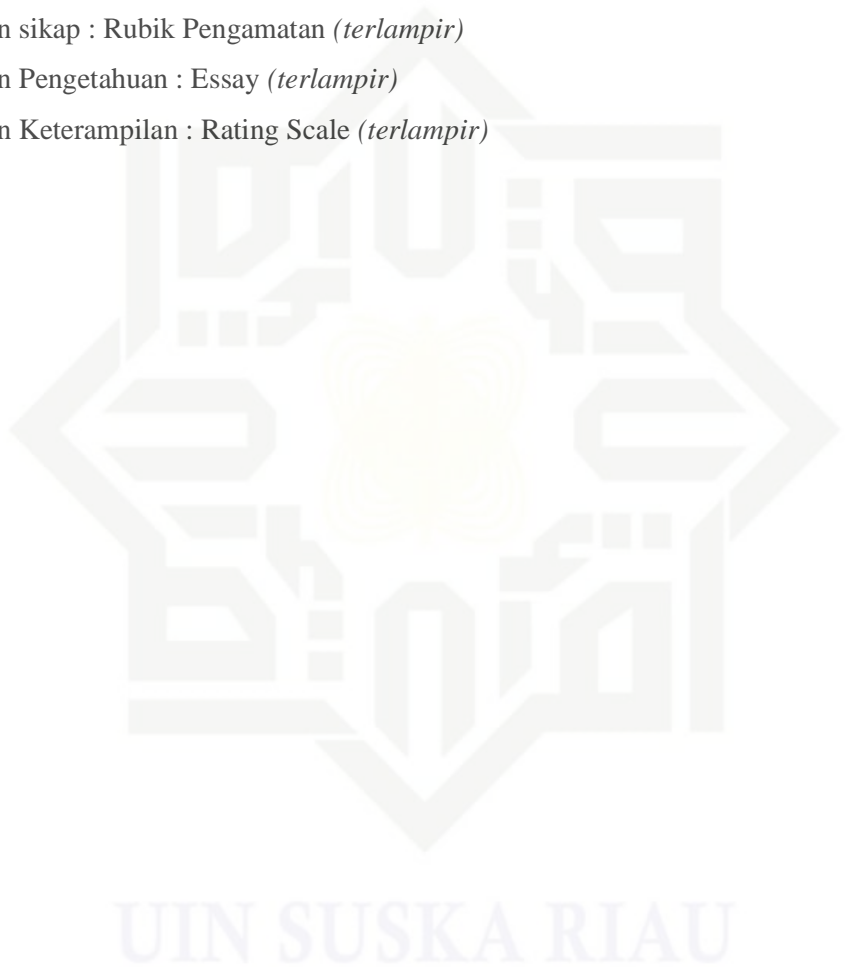 n sikap : Rubik Pengamatan (terlampir)
n Pengetahuan : Essay (terlampir)
n Keterampilan : Rating Scale (terlampir)
UIN SUSKA RIAU